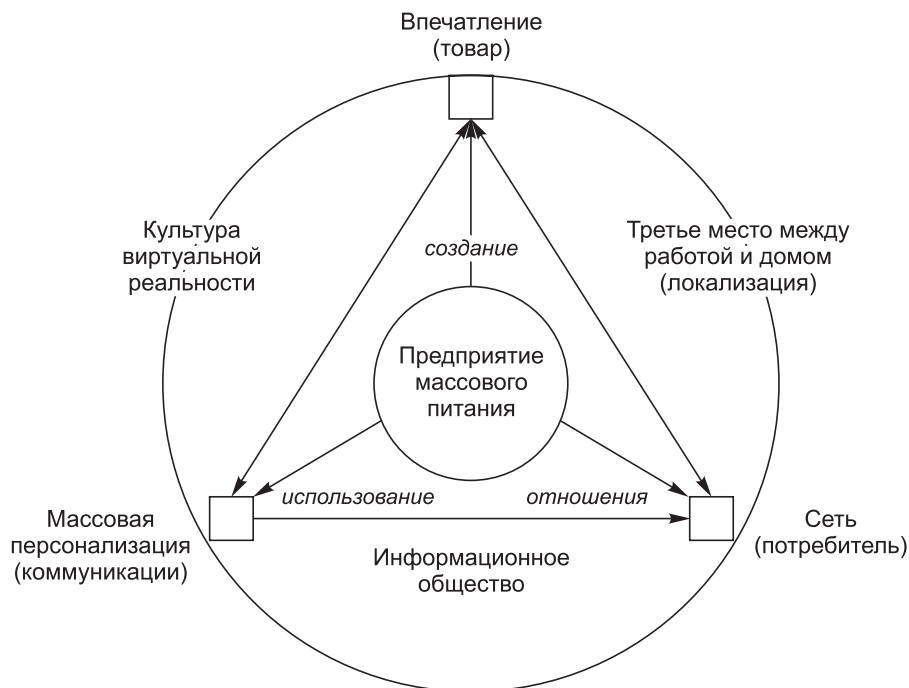 Впечатление
(товар)
Культура
виртуальной
реальности
создание
Третье место между
работой и домом
(локализация)
Предприятие
массового
питания
использование
отношения
Массовая
персонализация
(коммуникации)
Информационное
общество
Сеть
(потребитель)